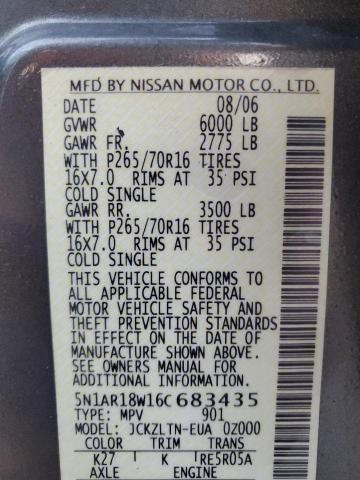 MFD BY NISSAN MOTOR CO., LTD.
DATE 08/06
GVWR 6000 LB
GAWR FR. 2775 LB
WITH P265/70R16 TIRES
16X7.0 RIMS AT 35 PSI
COLD SINGLE
GAWR RR. 3500 LB
WITH P265/70R16 TIRES
16X7.0 RIMS AT 35 PSI
COLD SINGLE
THIS VEHICLE CONFORMS TO
ALL APPLICABLE FEDERAL
MOTOR VEHICLE SAFETY AND
THEFT PREVENTION STANDARDS
IN EFFECT ON THE DATE OF
MANUFACTURE SHOWN ABOVE.
SEE OWNERS MANUAL FOR
ADDITIONAL INFORMATION
5N1AR18W16C683435
TYPE: MPV 901
MODEL: JCKZLTN-EUA 0Z000
COLOR TRIM TRANS
K27 K RE5R05A
AXLE ENGINE